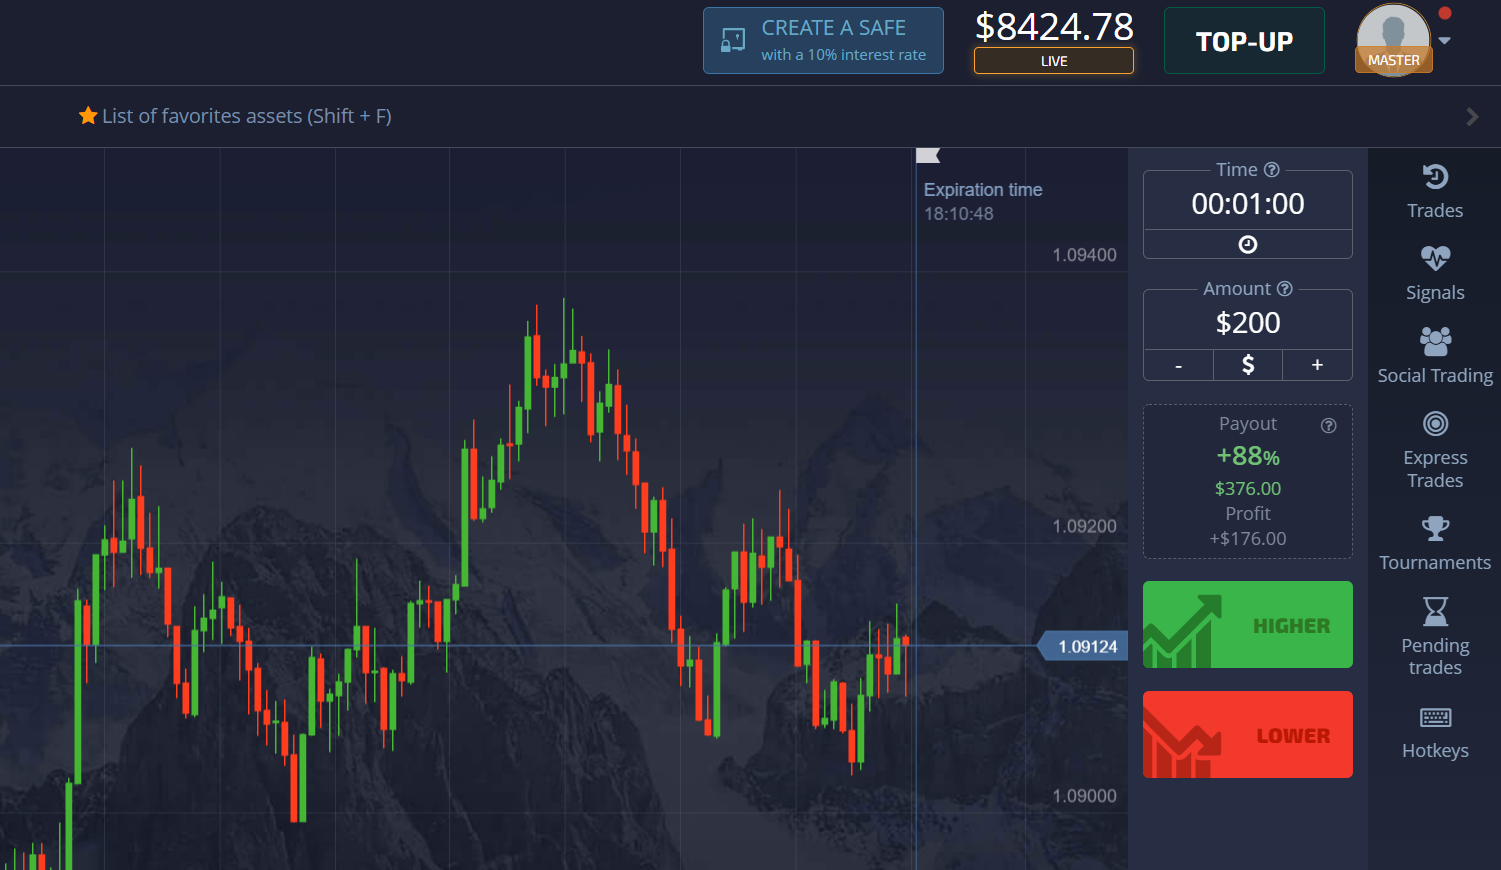 CREATE A SAFE
with a 10% interest rate
$8424.78
LIVE
TOP-UP
MASTER
List of favorites assets (Shift + F)
Expiration time
18:10:48
1.09400
1.09200
1.09124
1.09000
Time
00:01:00
Amount
$200
- $ +
Payout
+88%
$376.00
Profit
+$176.00
HIGHER
LOWER
Trades
Signals
Social Trading
Express
Trades
Tournaments
Pending
trades
Hotkeys